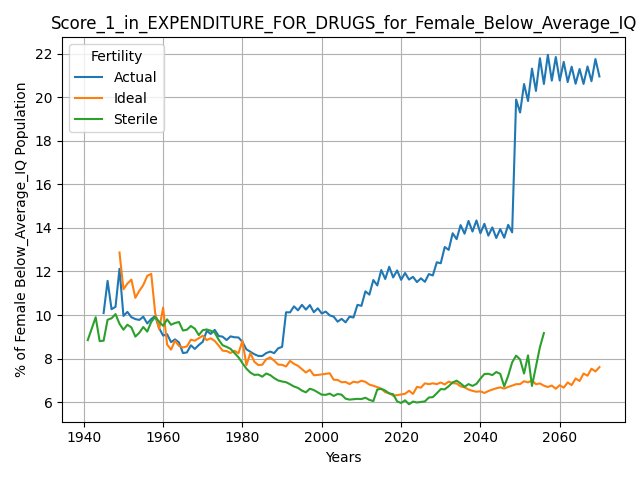 Score_1_in_EXPENDITURE_FOR_DRUGS_for_Female_Below_Average_IQ
Fertility
Actual
Ideal
Sterile
% of Female Below_Average_IQ Population
22
20
18
16
14
12
10
8
6
1940
1960
1980
2000
2020
2040
2060
Years